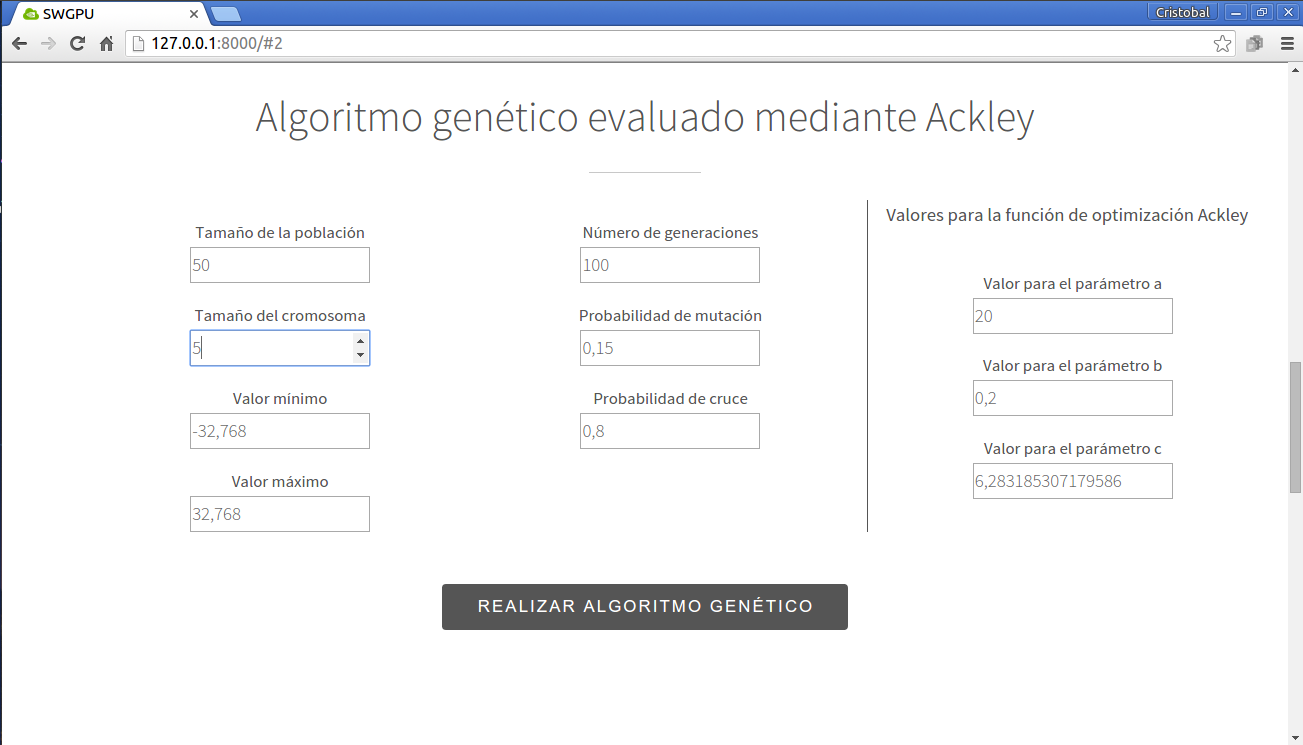 SWGPU
Cristobal
127.0.0.1:8000/#2
Algoritmo genético evaluado mediante Ackley
Tamaño de la población
50
Tamaño del cromosoma
5
Valor mínimo
-32,768
Valor máximo
32,768
Número de generaciones
100
Probabilidad de mutación
0,15
Probabilidad de cruce
0,8
Valores para la función de optimización Ackley
Valor para el parámetro a
20
Valor para el parámetro b
0,2
Valor para el parámetro c
6,283185307179586
REALIZAR ALGORITMO GENÉTICO